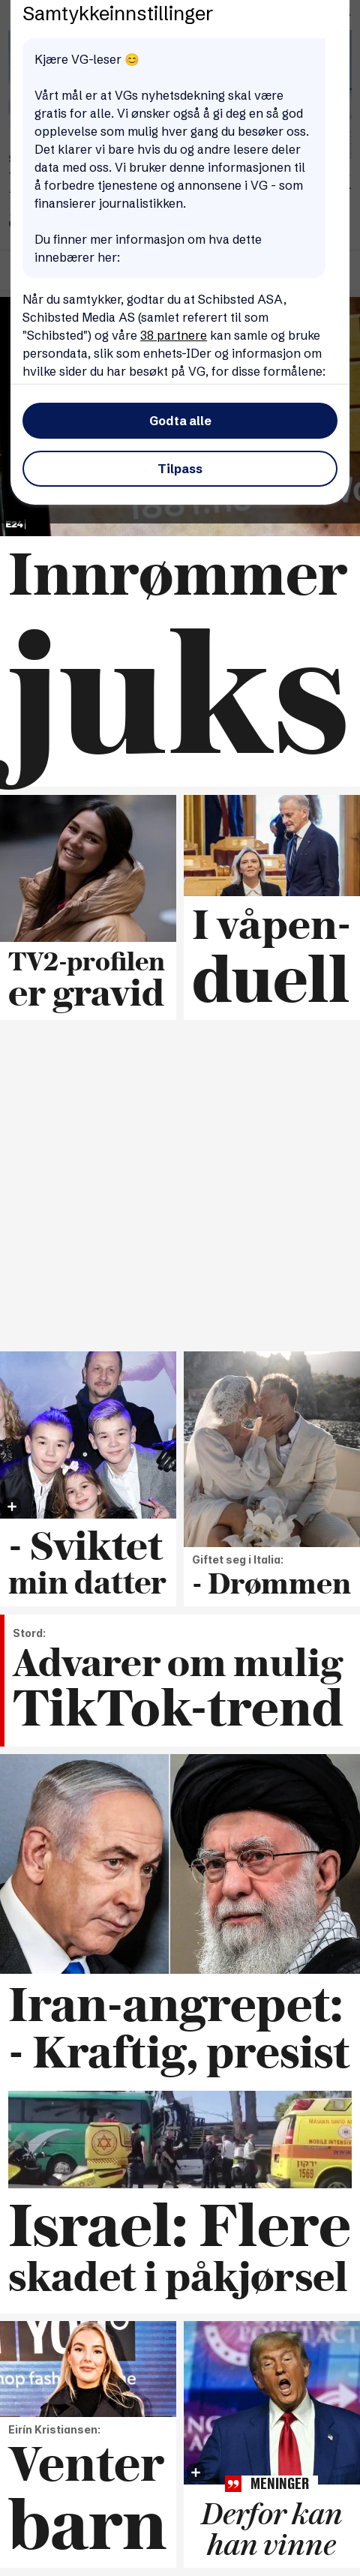 Samtykkeinnstillinger
Kjære VG-leser 😊
Vårt mål er at VGs nyhetsdekning skal være
gratis for alle. Vi ønsker også å gi deg en så god
opplevelse som mulig hver gang du besøker oss.
Det klarer vi bare hvis du og andre lesere deler
data med oss. Vi bruker denne informasjonen til
å forbedre tjenestene og annonsene i VG - som
finansierer journalistikken.
Du finner mer informasjon om hva dette
innebærer her:
Når du samtykker, godtar du at Schibsted ASA,
Schibsted Media AS (samlet referert til som
"Schibsted") og våre 38 partnere kan samle og bruke
persondata, slik som enhets-IDer og informasjon om
hvilke sider du har besøkt på VG, for disse formålene:
Godta alle
Tilpass
1881.no
E24
Innrømmer
juks
TV2-profilen
er gravid
I våpen-
duell
- Sviktet
min datter
Giftet seg i Italia:
- Drømmen
Stord:
Advarer om mulig
TikTok-trend
Iran-angrepet:
- Kraftig, presist
1569
Israel: Flere
skadet i påkjørsel
Eirin Kristiansen:
Venter
barn
MENINGER
Derfor kan
han vinne